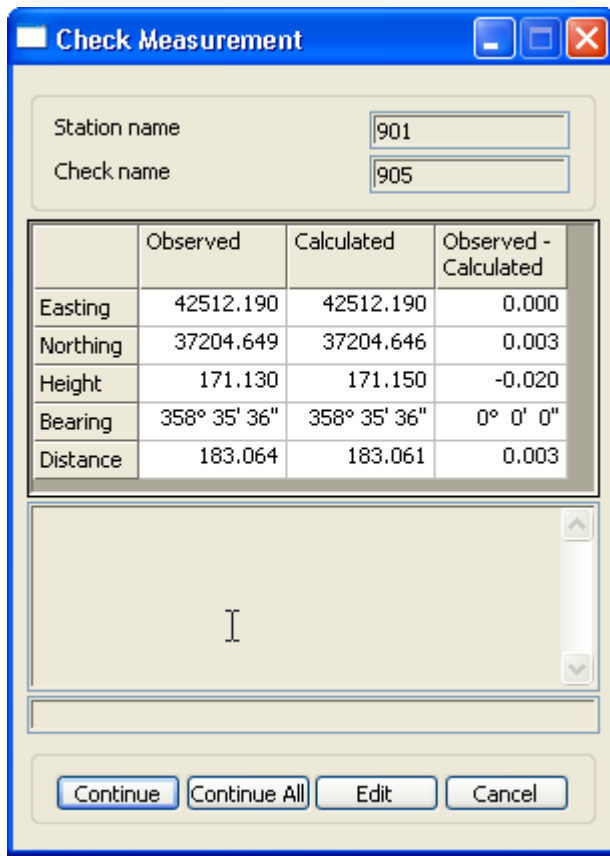 Check Measurement
Station name 901
Check name 905
Observed Calculated Observed -
Calculated
Easting 42512.190 42512.190 0.000
Northing 37204.649 37204.646 0.003
Height 171.130 171.150 -0.020
Bearing 358° 35' 36" 358° 35' 36" 0° 0' 0"
Distance 183.064 183.061 0.003
Continue Continue All Edit Cancel